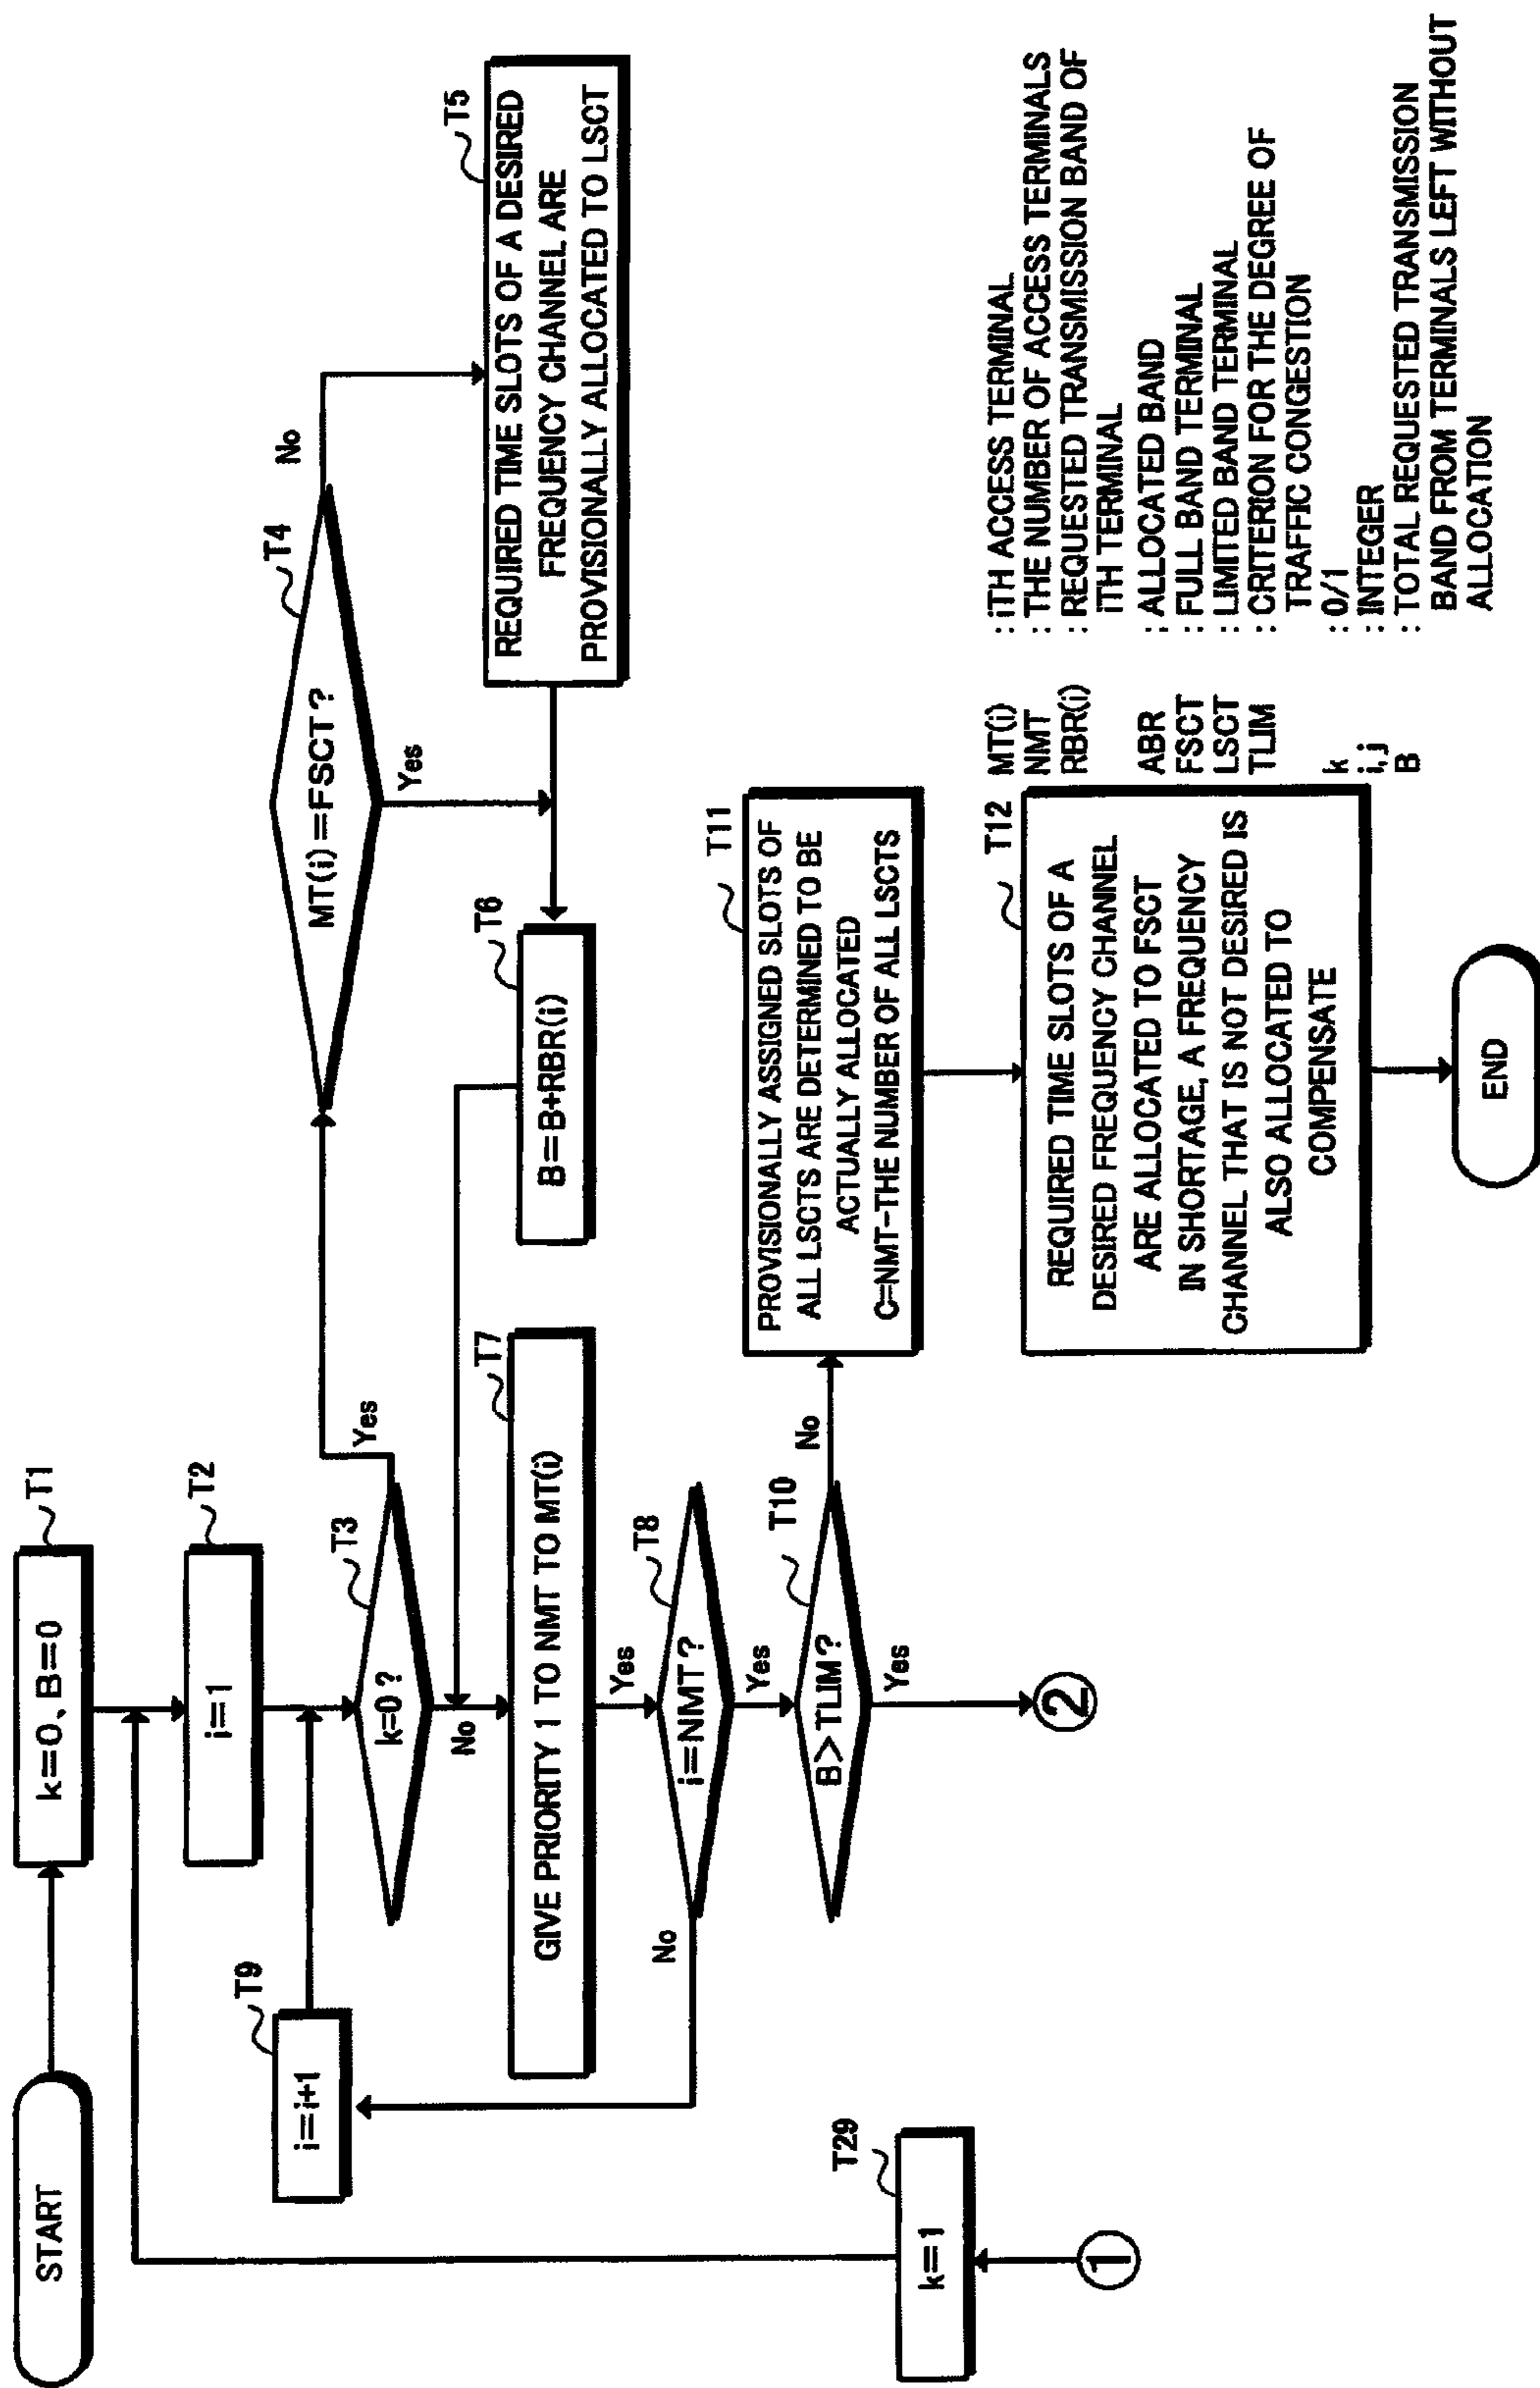 START
k=0、B=0
T1
i=1
T2
i=i+1
T9
k=0?
T3
Yes
No
MT(i)=FSCT?
T4
No
Yes
REQUIRED TIME SLOTS OF A DESIRED
FREQUENCY CHANNEL ARE
PROVISIONALLY ALLOCATED TO LSCT
T5
B=B+RBR(i)
T6
GIVE PRIORITY 1 TO NMT TO MT(i)
T7
Yes
i=NMT?
T8
No
Yes
B>TLIM?
T10
No
Yes
2
PROVISIONALLY ASSIGNED SLOTS OF
ALL LSCTS ARE DETERMINED TO BE
ACTUALLY ALLOCATED
C=NMT-THE NUMBER OF ALL LSCTS
T11
REQUIRED TIME SLOTS OF A
DESIRED FREQUENCY CHANNEL
ARE ALLOCATED TO FSCT
IN SHORTAGE, A FREQUENCY
CHANNEL THAT IS NOT DESIRED IS
ALSO ALLOCATED TO
COMPENSATE
T12
END
k=1
T29
1
MT(i) : iTH ACCESS TERMINAL
NMT : THE NUMBER OF ACCESS TERMINALS
RBR(i) : REQUESTED TRANSMISSION BAND OF
iTH TERMINAL
ABR : ALLOCATED BAND
FSCT : FULL BAND TERMINAL
LSCT : LIMITED BAND TERMINAL
TLIM : CRITERION FOR THE DEGREE OF
TRAFFIC CONGESTION
k : 0/1
i,j : INTEGER
B : TOTAL REQUESTED TRANSMISSION
BAND FROM TERMINALS LEFT WITHOUT
ALLOCATION